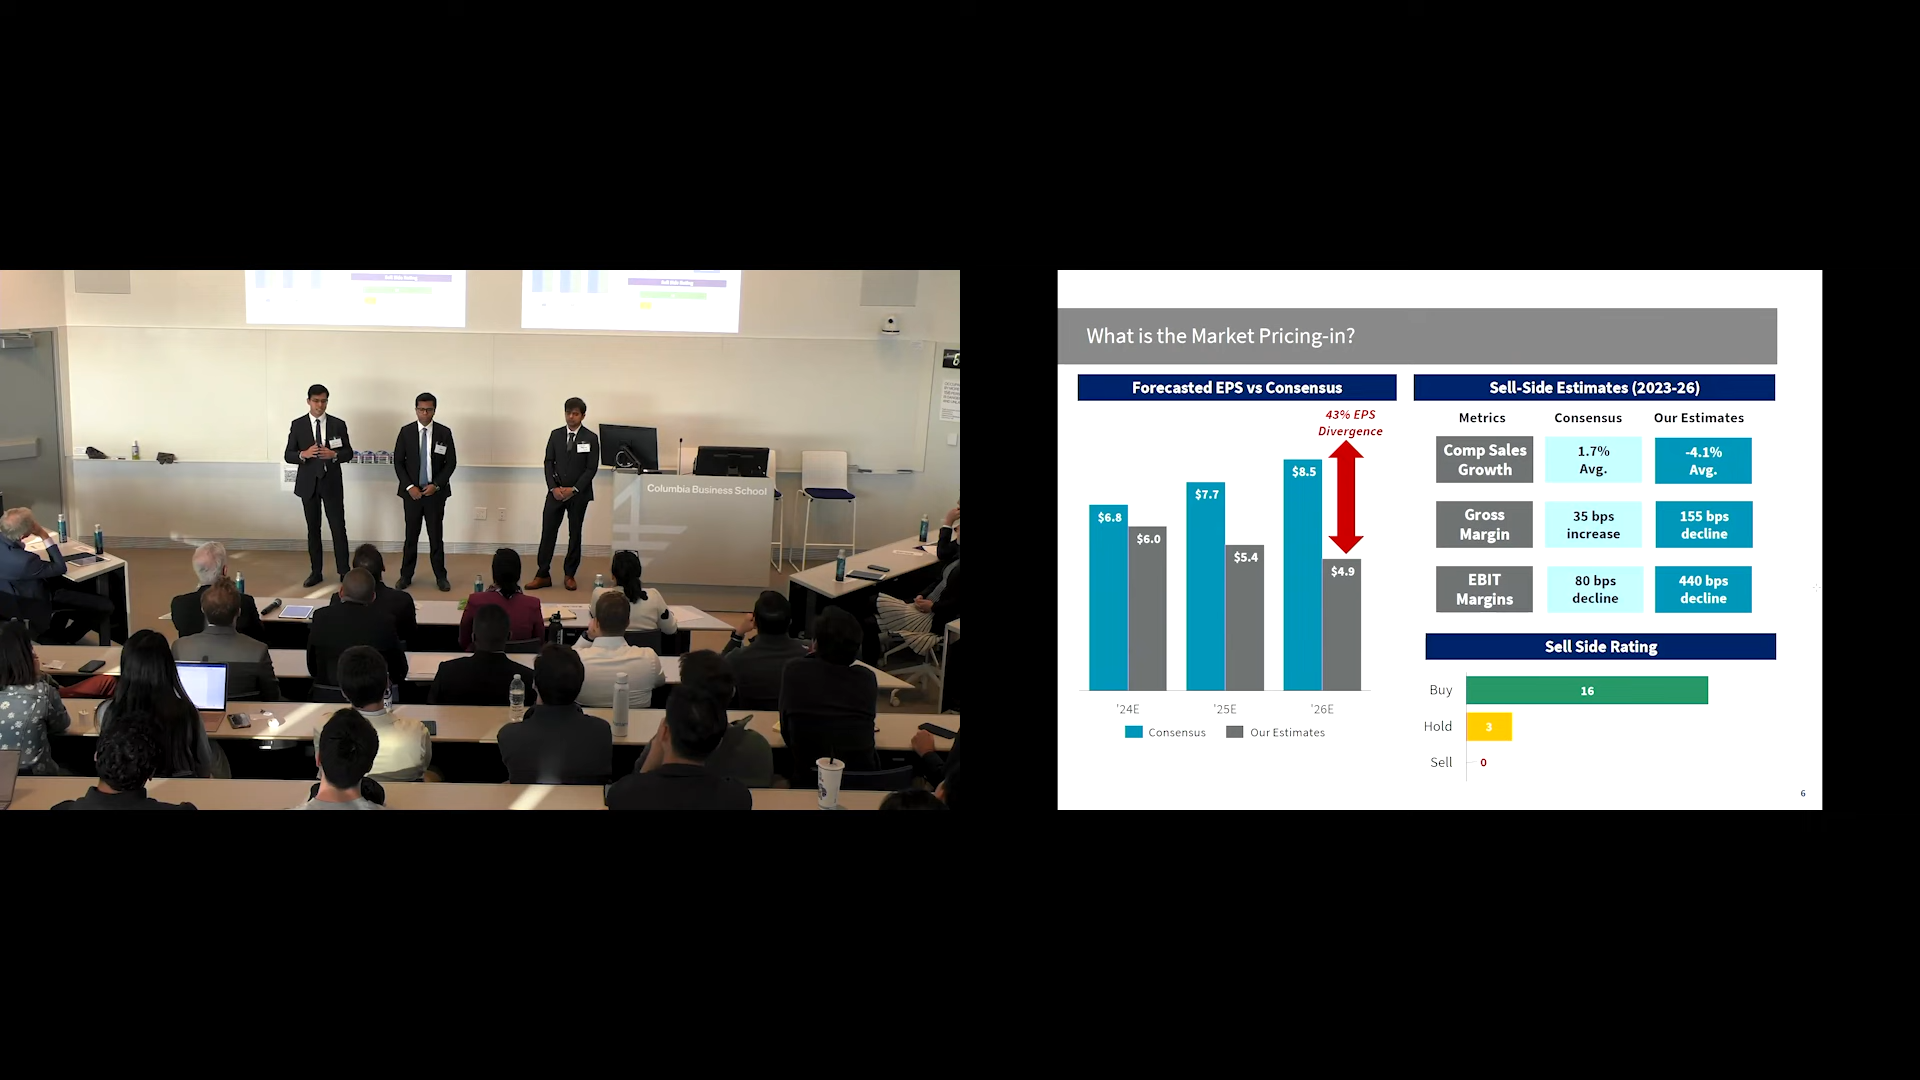 Columbia Business School
Sell Side Rating
What is the Market Pricing-in?
Forecasted EPS vs Consensus
43% EPS
Divergence
$6.8
$6.0
$7.7
$5.4
$8.5
$4.9
'24E
'25E
'26E
Consensus
Our Estimates
Sell-Side Estimates (2023-26)
Metrics
Consensus
Our Estimates
Comp Sales
Growth
1.7%
Avg.
-4.1%
Avg.
Gross
Margin
35 bps
increase
155 bps
decline
EBIT
Margins
80 bps
decline
440 bps
decline
Sell Side Rating
Buy
16
Hold
3
Sell
0
6